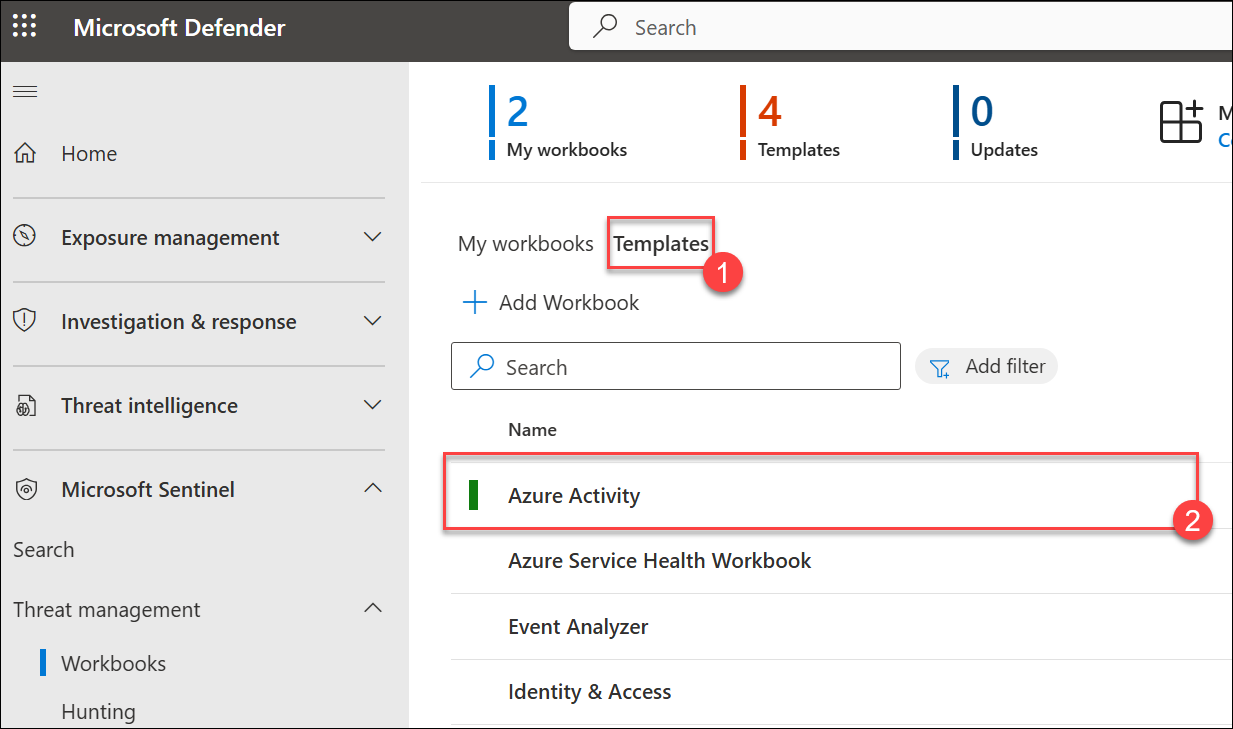 Microsoft Defender
Search
Home
Exposure management
Investigation & response
Threat intelligence
Microsoft Sentinel
Search
Threat management
Workbooks
Hunting
2
My workbooks
4
Templates
0
Updates
My workbooks Templates
1
Add Workbook
Search
Add filter
Name
Azure Activity
2
Azure Service Health Workbook
Event Analyzer
Identity & Access